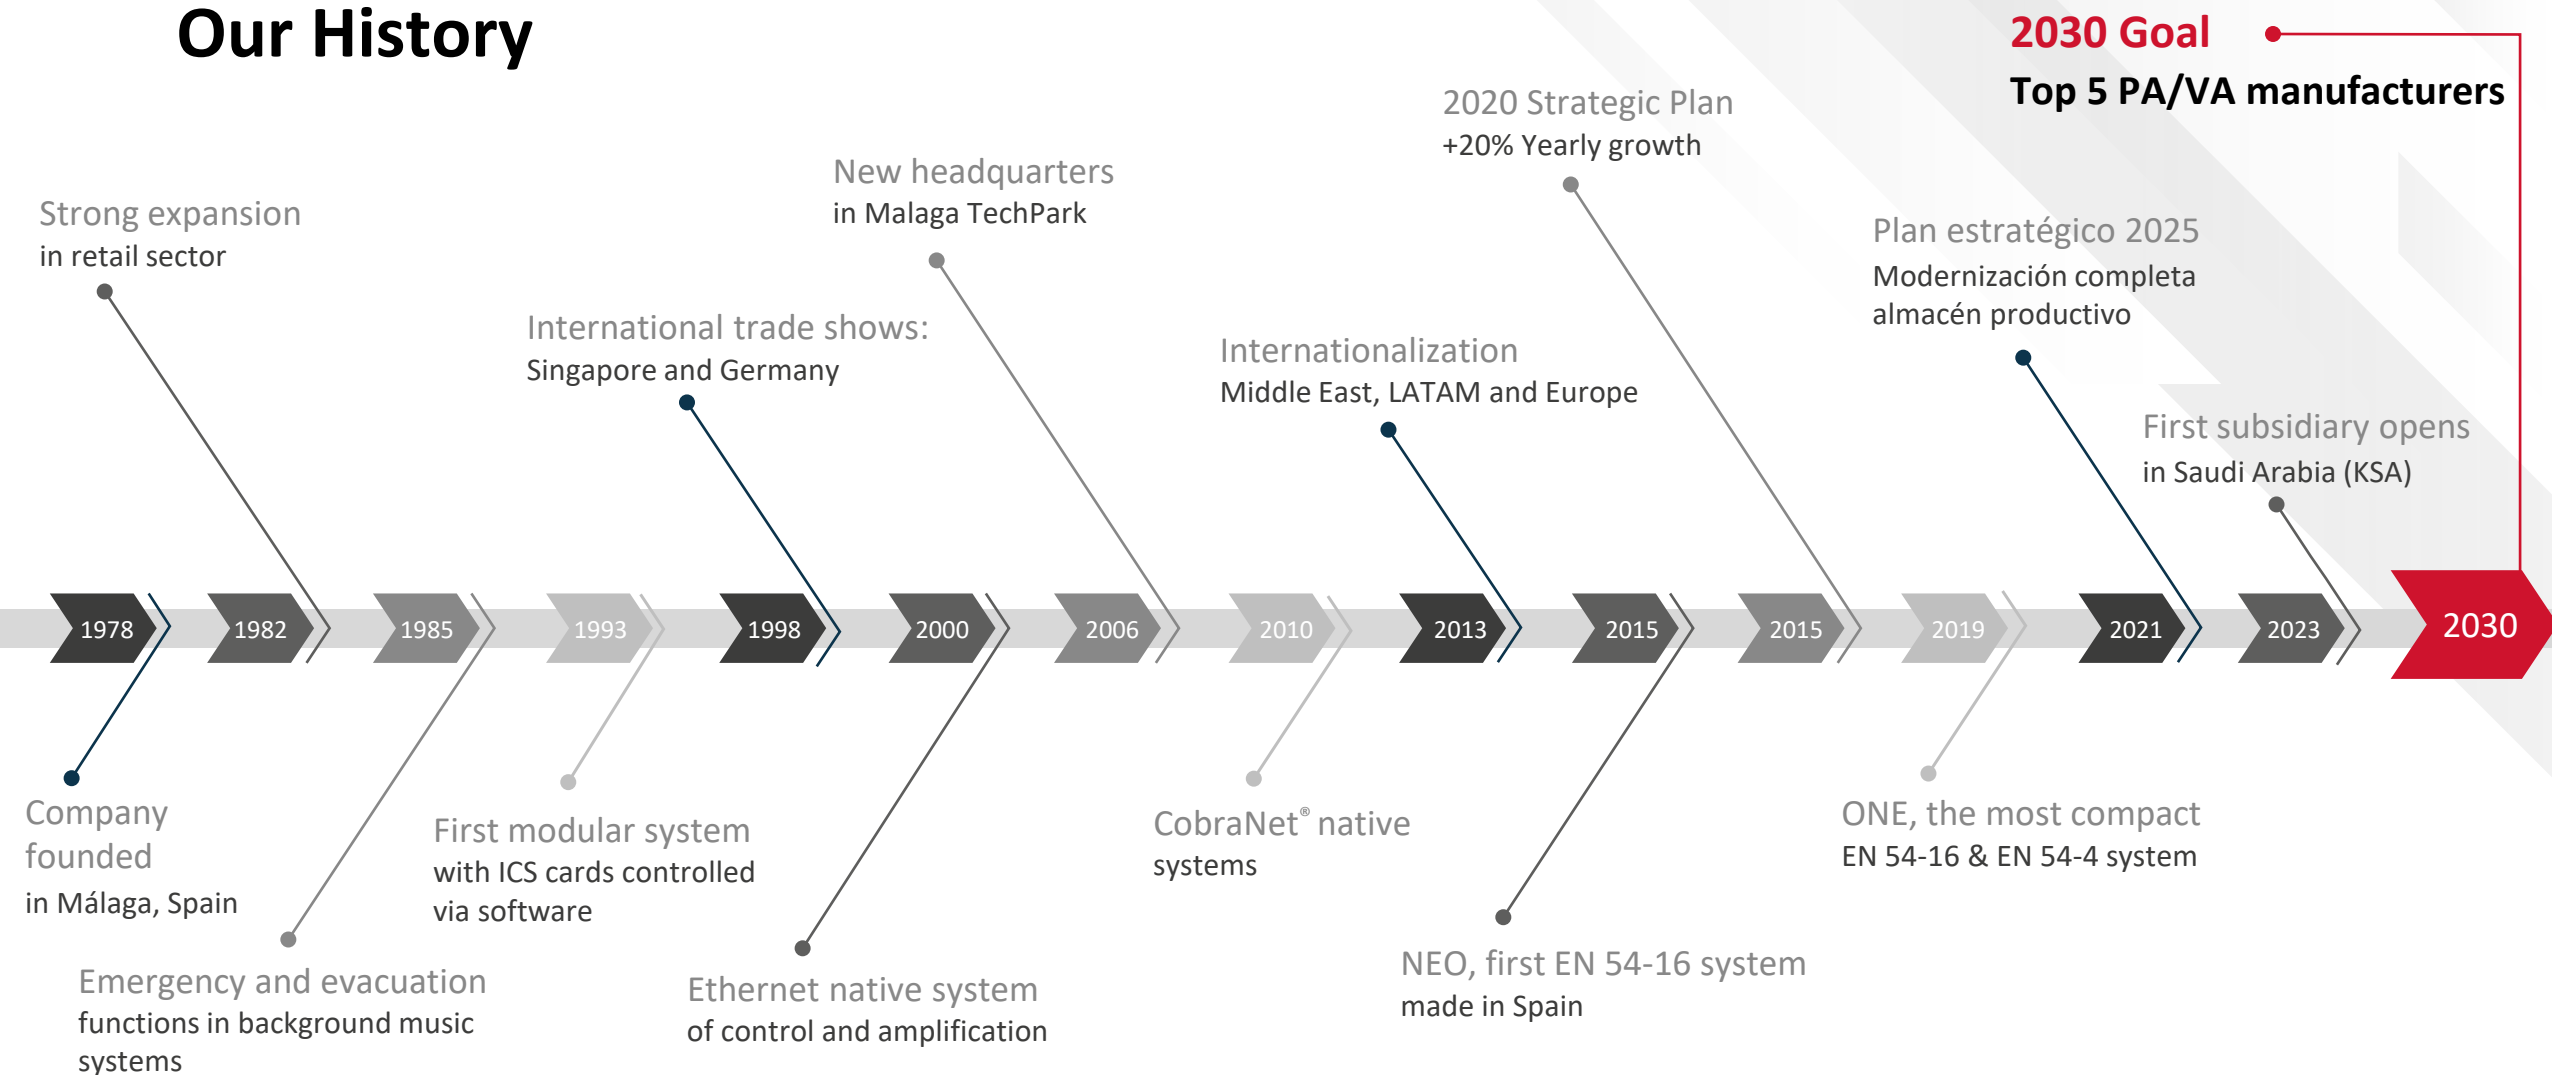 Our History
2030 Goal
Top 5 PA/VA manufacturers
2020 Strategic Plan
+20% Yearly growth
New headquarters
in Malaga TechPark
Strong expansion
in retail sector
Plan estratégico 2025
Modernización completa
almacén productivo
International trade shows:
Singapore and Germany
Internationalization
Middle East, LATAM and Europe
First subsidiary opens
in Saudi Arabia (KSA)
1978
1982
1985
1993
1998
2000
2006
2010
2013
2015
2015
2019
2021
2023
2030
Company
founded
in Málaga, Spain
First modular system
with ICS cards controlled
via software
CobraNet® native
systems
ONE, the most compact
EN 54-16 & EN 54-4 system
Emergency and evacuation
functions in background music
systems
Ethernet native system
of control and amplification
NEO, first EN 54-16 system
made in Spain